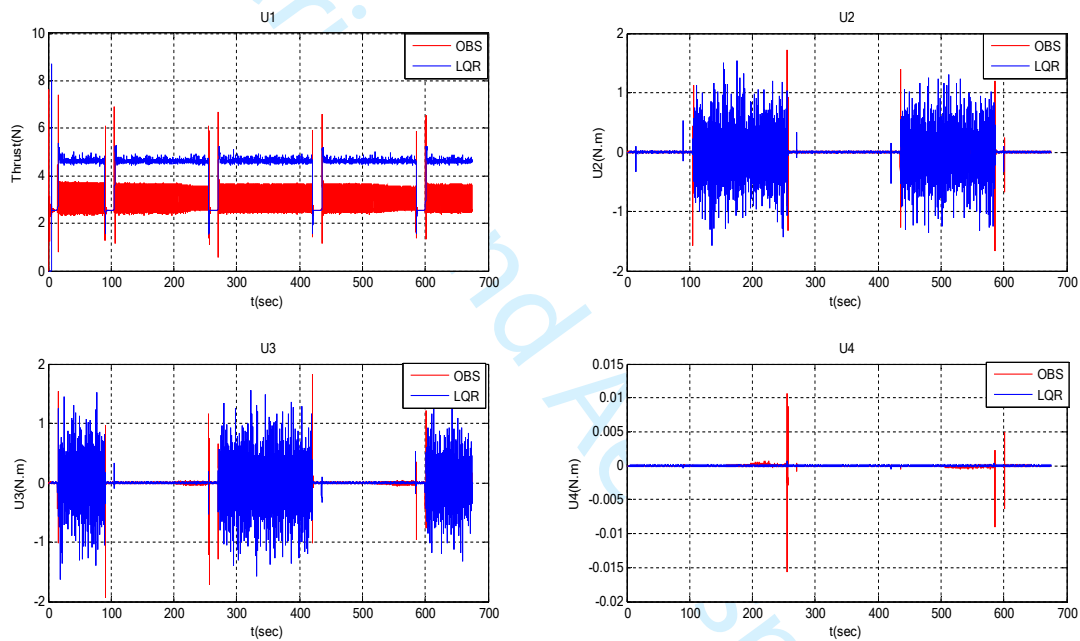 U1
10
8
6
4
2
0
Thrust(N)
OBS
LQR
0 100 200 300 400 500 600 700
t(sec)
U2
2
1
0
-1
-2
U2(N.m)
OBS
LQR
0 100 200 300 400 500 600 700
t(sec)
U3
2
1
0
-1
-2
U3(N.m)
OBS
LQR
0 100 200 300 400 500 600 700
t(sec)
U4
0.015
0.01
0.005
0
-0.005
-0.01
-0.015
-0.02
U4(N.m)
OBS
LQR
0 100 200 300 400 500 600 700
t(sec)
nd A